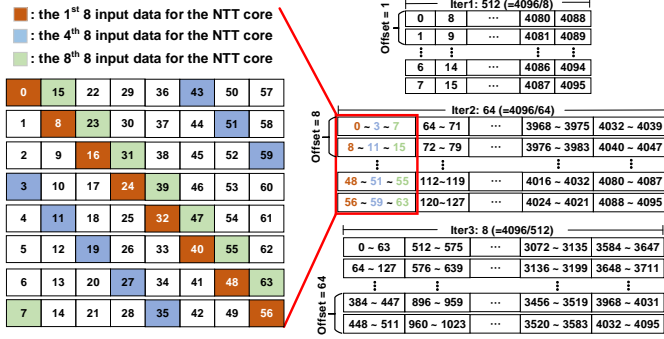 : the 1st 8 input data for the NTT core
: the 4th 8 input data for the NTT core
: the 8th 8 input data for the NTT core
0 15 22 29 36 43 50 57
1 8 23 30 37 44 51 58
2 9 16 31 38 45 52 59
3 10 17 24 39 46 53 60
4 11 18 25 32 47 54 61
5 12 19 26 33 40 55 62
6 13 20 27 34 41 48 63
7 14 21 28 35 42 49 56
Iter1: 512 (=4096/8)
Offset = 1
0 8 ... 4080 4088
1 9 ... 4081 4089
6 14 ... 4086 4094
7 15 ... 4087 4095
Iter2: 64 (=4096/64)
Offset = 8
0 ~ 3 ~ 7 64 ~ 71 ... 3968 ~ 3975 4032 ~ 4039
8 ~ 11 ~ 15 72 ~ 79 ... 3976 ~ 3983 4040 ~ 4047
48 ~ 51 ~ 55 112~119 ... 4016 ~ 4032 4080 ~ 4087
56 ~ 59 ~ 63 120~127 ... 4024 ~ 4021 4088 ~ 4095
Iter3: 8 (=4096/512)
0 ~ 63 512 ~ 575 ... 3072 ~ 3135 3584 ~ 3647
64 ~ 127 576 ~ 639 ... 3136 ~ 3199 3648 ~ 3711
Offset = 64
384 ~ 447 896 ~ 959 ... 3456 ~ 3519 3968 ~ 4031
448 ~ 511 960 ~ 1023 ... 3520 ~ 3583 4032 ~ 4095